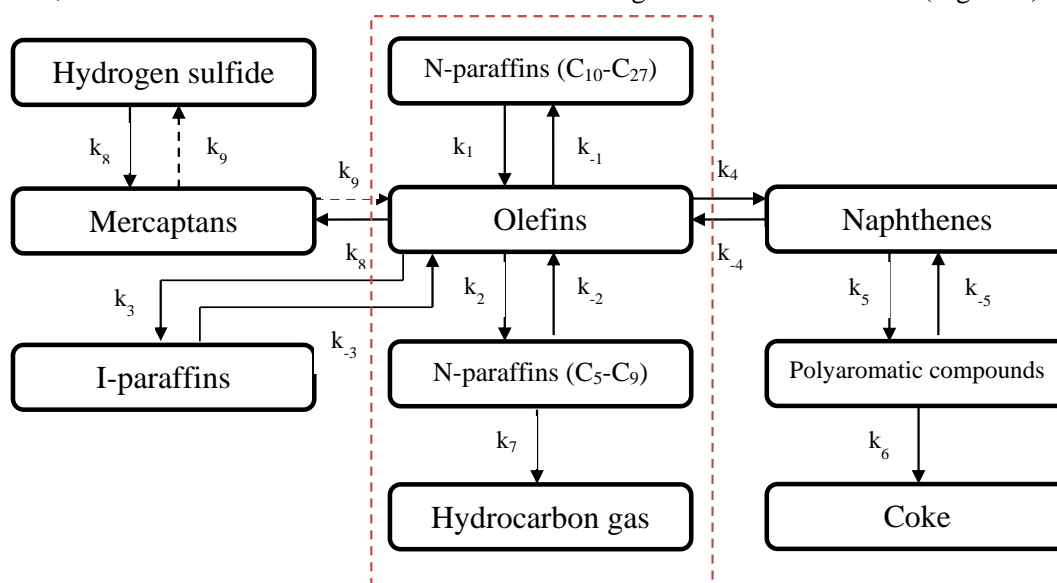 Hydrogen sulfide
N-paraffins (C₁₀-C₂₇)
k₈
k₉
k₁
k₋₁
k₉
k₄
Mercaptans
Olefins
Naphthenes
k₈
k₋₄
k₃
k₂
k₋₂
k₅
k₋₅
k₋₃
I-paraffins
N-paraffins (C₅-C₉)
Polyaromatic compounds
k₇
k₆
Hydrocarbon gas
Coke